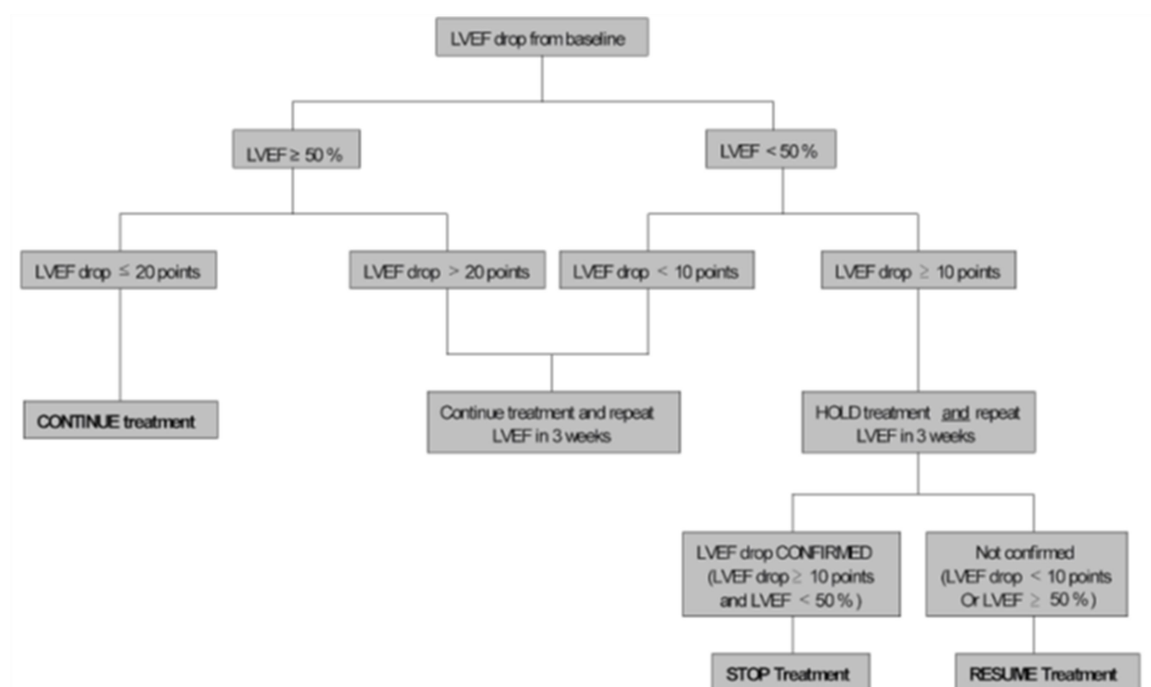 LVEF drop from baseline
LVEF ≥ 50 %
LVEF < 50 %
LVEF drop ≤ 20 points
LVEF drop > 20 points
LVEF drop < 10 points
LVEF drop ≥ 10 points
CONTINUE treatment
Continue treatment and repeat
LVEF in 3 weeks
HOLD treatment and repeat
LVEF in 3 weeks
LVEF drop CONFIRMED
(LVEF drop ≥ 10 points
and LVEF < 50 %)
Not confirmed
(LVEF drop < 10 points
Or LVEF ≥ 50 %)
STOP Treatment
RESUME Treatment